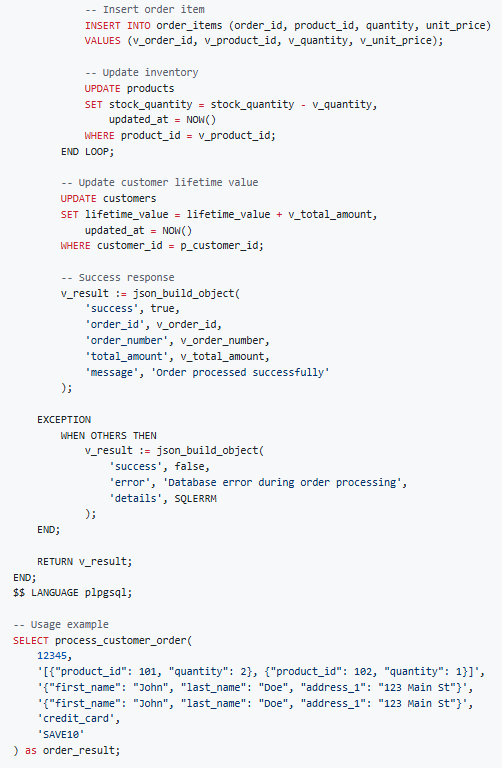 -- Insert order item
INSERT INTO order_items (order_id, product_id, quantity, unit_price)
VALUES (v_order_id, v_product_id, v_quantity, v_unit_price);
-- Update inventory
UPDATE products
SET stock_quantity = stock_quantity - v_quantity,
updated_at = NOW()
WHERE product_id = v_product_id;
END LOOP;
-- Update customer lifetime value
UPDATE customers
SET lifetime_value = lifetime_value + v_total_amount,
updated_at = NOW()
WHERE customer_id = p_customer_id;
-- Success response
v_result := json_build_object(
'success', true,
'order_id', v_order_id,
'order_number', v_order_number,
'total_amount', v_total_amount,
'message', 'Order processed successfully'
);
EXCEPTION
WHEN OTHERS THEN
v_result := json_build_object(
'success', false,
'error', 'Database error during order processing',
'details', SQLERRM
);
END;
RETURN v_result;
END;
$$ LANGUAGE plpgsql;
-- Usage example
SELECT process_customer_order(
12345,
'[{"product_id": 101, "quantity": 2}, {"product_id": 102, "quantity": 1}]',
'{"first_name": "John", "last_name": "Doe", "address_1": "123 Main St"}',
'{"first_name": "John", "last_name": "Doe", "address_1": "123 Main St"}',
'credit_card',
'SAVE10'
) as order_result;